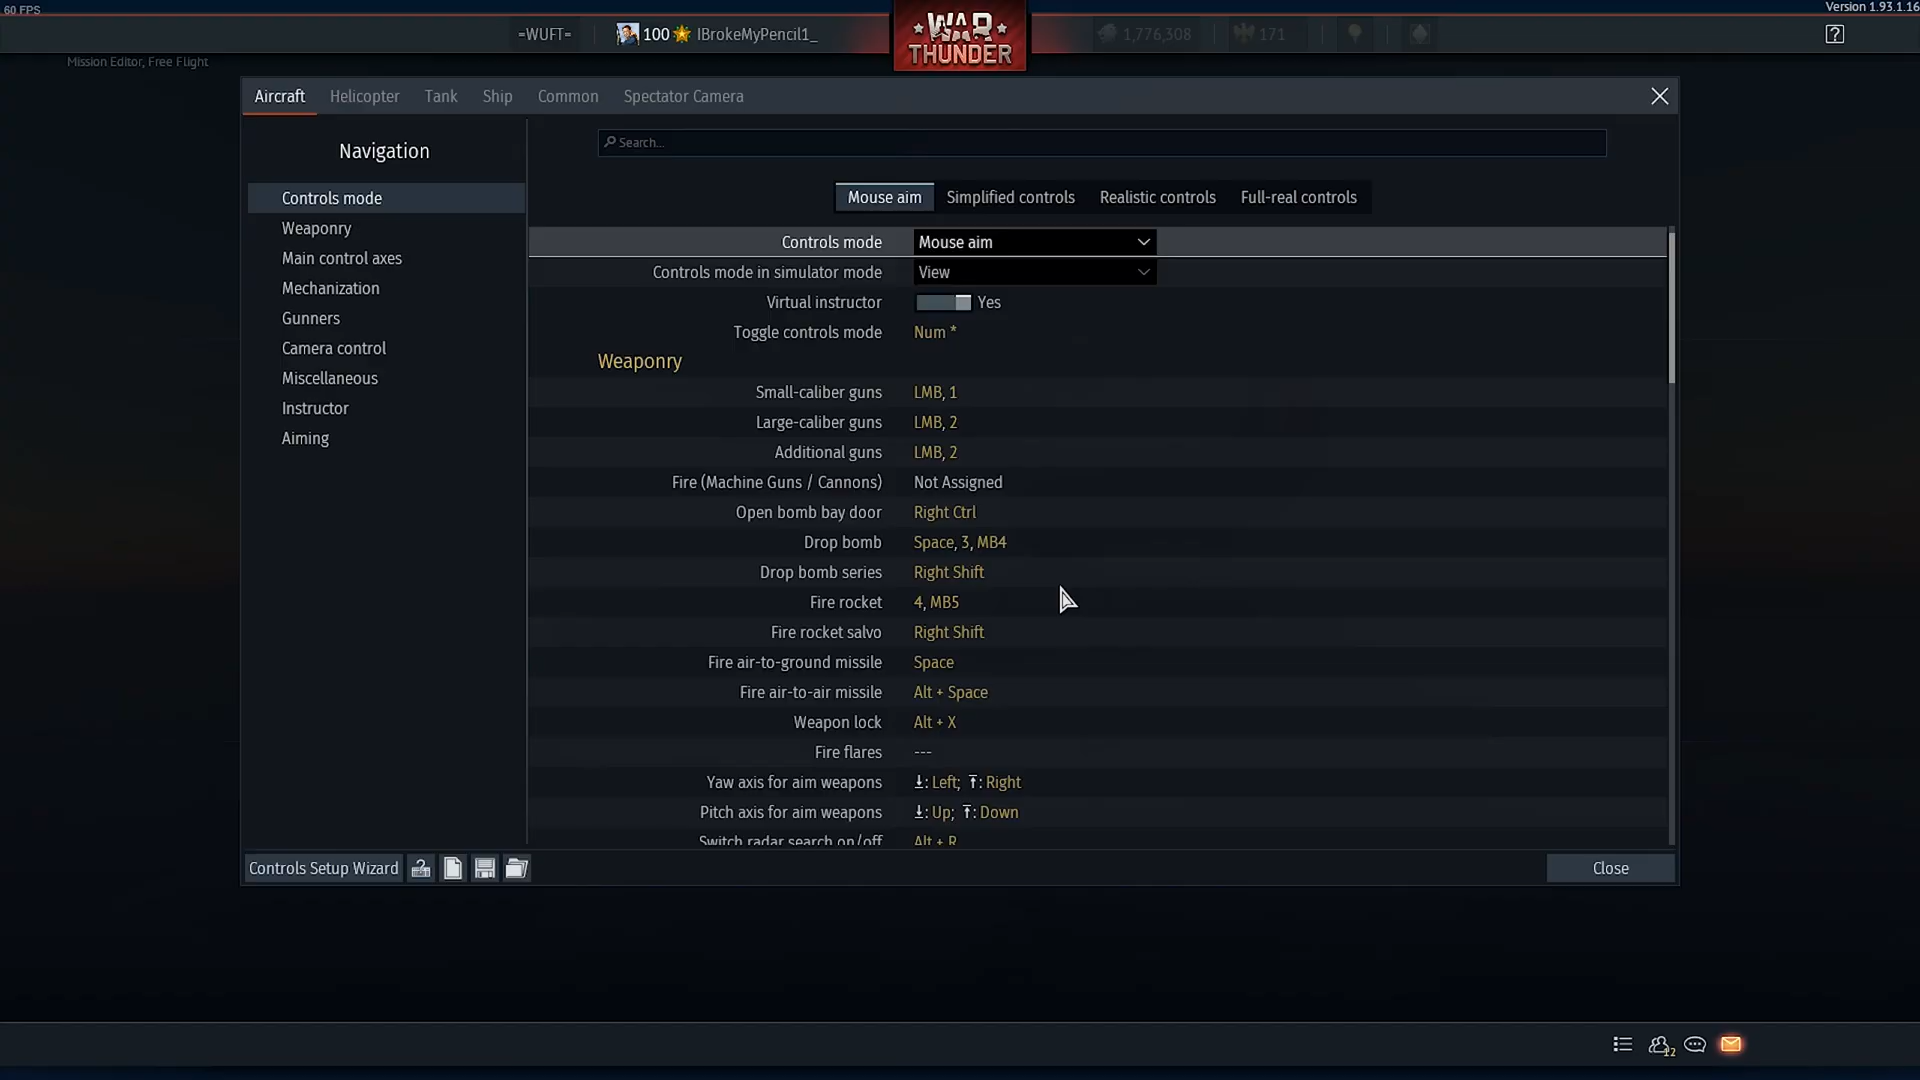 60 FPS
Version 1.93.1.16
=WUFT=
100 IBrokeMyPencil1_
WAR THUNDER
1,776,308
171
?
Mission Editor, Free Flight
Aircraft Helicopter Tank Ship Common Spectator Camera
Navigation
Search...
Controls mode
Weaponry
Main control axes
Mechanization
Gunners
Camera control
Miscellaneous
Instructor
Aiming
Mouse aim Simplified controls Realistic controls Full-real controls
Controls mode Mouse aim
Controls mode in simulator mode View
Virtual instructor Yes
Toggle controls mode Num *
Weaponry
Small-caliber guns LMB, 1
Large-caliber guns LMB, 2
Additional guns LMB, 2
Fire (Machine Guns / Cannons) Not Assigned
Open bomb bay door Right Ctrl
Drop bomb Space, 3, MB4
Drop bomb series Right Shift
Fire rocket 4, MB5
Fire rocket salvo Right Shift
Fire air-to-ground missile Space
Fire air-to-air missile Alt + Space
Weapon lock Alt + X
Fire flares ---
Yaw axis for aim weapons ↓: Left; ↑: Right
Pitch axis for aim weapons ↓: Up; ↑: Down
Switch radar search on/off Alt + R
Controls Setup Wizard
Close
12